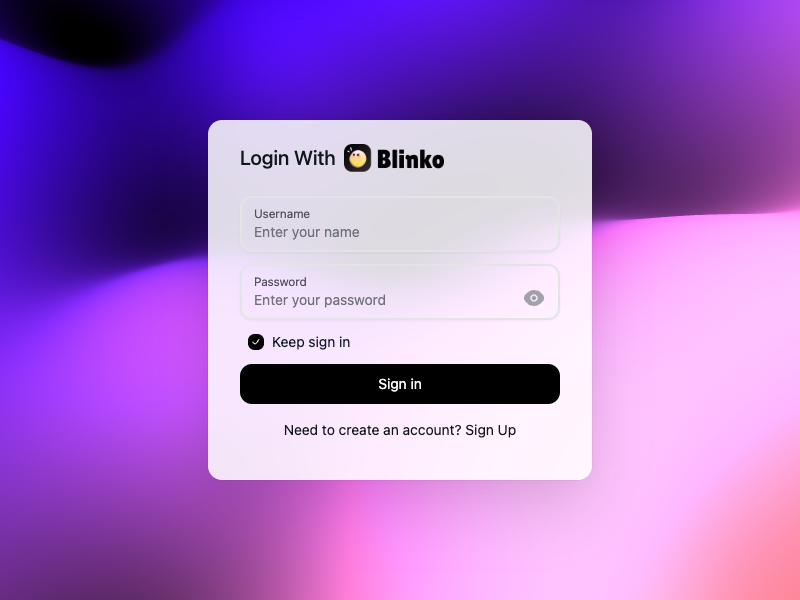 Login With Blinko
Username
Enter your name
Password
Enter your password
Keep sign in
Sign in
Need to create an account? Sign Up